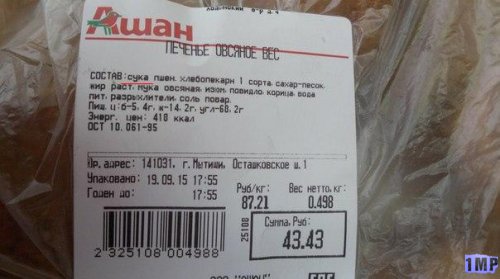 Ашан
ПЕЧЕНЬЕ ОВСЯНОЕ ВЕС
СОСТАВ:сука пшен. хлебопекарн 1 сорта, сахар-песок,
жир раст, мука овсяная, изюм, повидло, корица, вода
пит, разрыхлители, соль повар.
Пищ. ц:б-5,4г, ж-14,2г, угл-68,2г
Энерг. цен: 418 ккал
ОСТ 10.061-95
Юр. адрес: 141031, г. Мытищи, Осташковское ш.1
Упаковано: 19.09.15 17:55
Годен до: 17:55
Руб/кг: 87.21
Вес нетто,кг: 0.498
25108
Сумма, Руб: 43.43
2 325108 004988
1MP